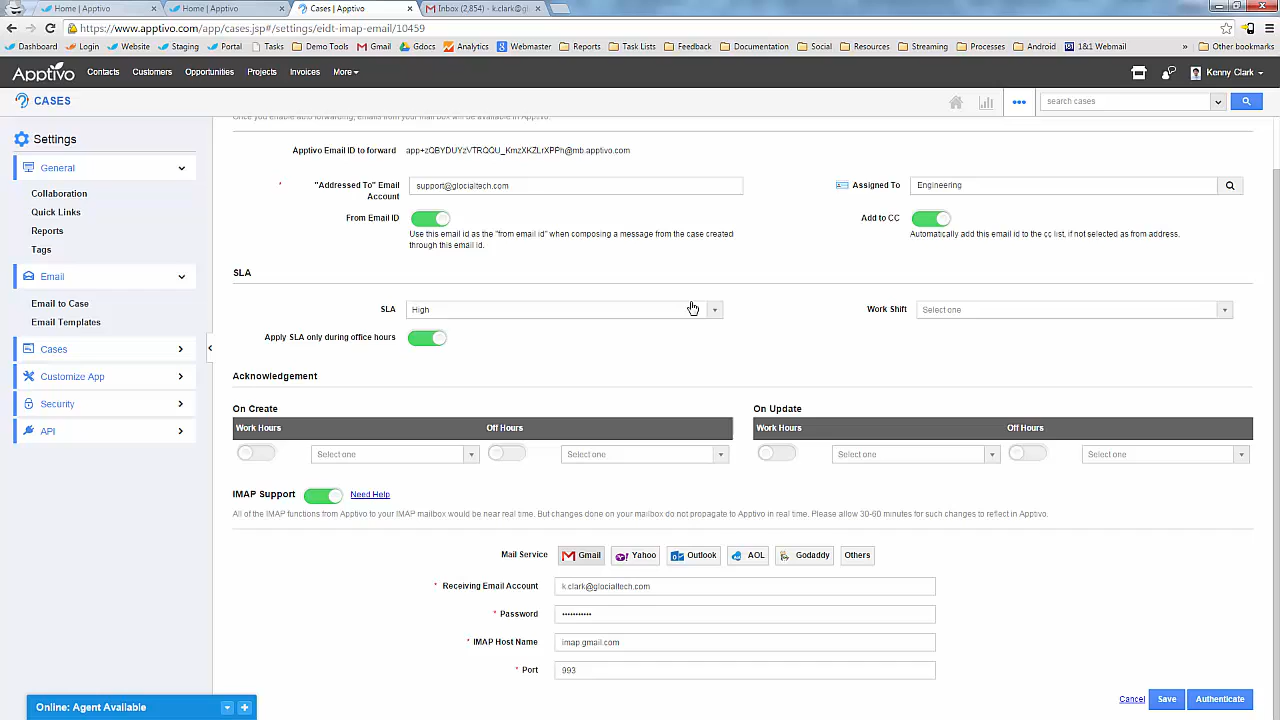 Home | Apptivo
Home | Apptivo
Cases | Apptivo
Inbox (2,854) - k.clark@gl
https://www.apptivo.com/app/cases.jsp#/settings/eidt-imap-email/10459
Dashboard Login Website Staging Portal Tasks Demo Tools Gmail Gdocs Analytics Webmaster Reports Task Lists Feedback Documentation Social Resources Streaming Processes Android 1&1 Webmail » Other bookmarks
Apptivo Contacts Customers Opportunities Projects Invoices More Kenny Clark
CASES
search cases
Once you enable auto forwarding, emails from your mail box will be available in Apptivo.
Settings
General
Collaboration
Quick Links
Reports
Tags
Email
Email to Case
Email Templates
Cases
Customize App
Security
API
Apptivo Email ID to forward app+zQBYDUYzVTRQQU_KmzXKZLrXPPh@mb.apptivo.com
* "Addressed To" Email Account support@glocialtech.com
Assigned To Engineering
From Email ID
Use this email id as the "from email id" when composing a message from the case created
through this email id.
Add to CC
Automatically add this email id to the cc list, if not selected as from address.
SLA
SLA High
Work Shift Select one
Apply SLA only during office hours
Acknowledgement
On Create
Work Hours Off Hours
Select one Select one
On Update
Work Hours Off Hours
Select one Select one
IMAP Support Need Help
All of the IMAP functions from Apptivo to your IMAP mailbox would be near real time. But changes done on your mailbox do not propagate to Apptivo in real time. Please allow 30-60 minutes for such changes to reflect in Apptivo.
Mail Service Gmail Yahoo Outlook AOL Godaddy Others
* Receiving Email Account k.clark@glocialtech.com
* Password •••••••••••
* IMAP Host Name imap.gmail.com
* Port 993
Cancel Save Authenticate
Online: Agent Available